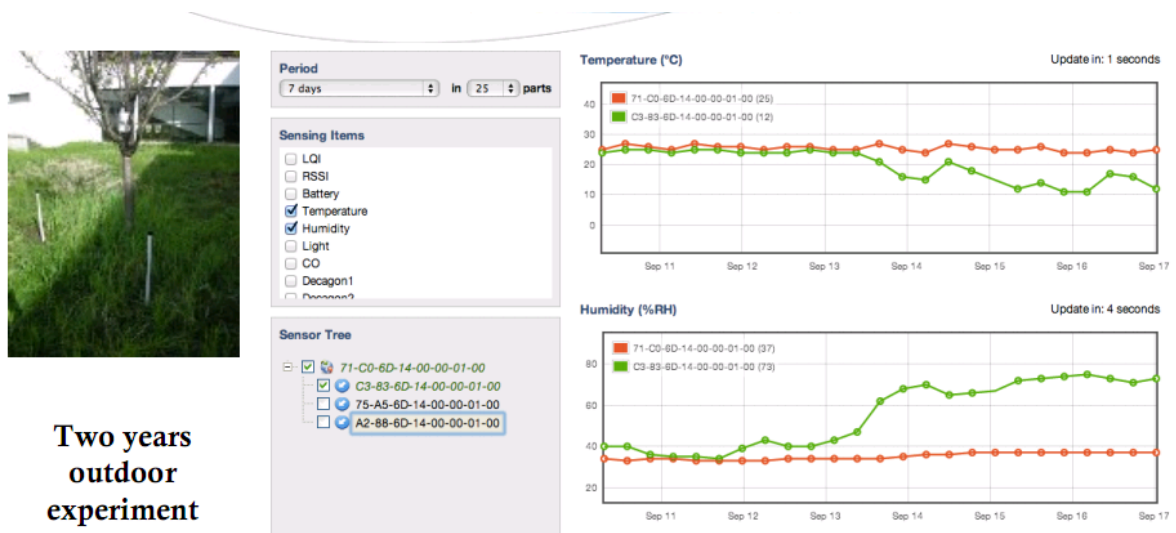 Two years
outdoor
experiment
Period
7 days in 25 parts
Sensing Items
LQI
RSSI
Battery
Temperature
Humidity
Light
CO
Decagon1
Decagon2
Sensor Tree
71-C0-6D-14-00-00-01-00
C3-83-6D-14-00-00-01-00
75-A5-6D-14-00-00-01-00
A2-88-6D-14-00-00-01-00
Temperature (°C) Update in: 1 seconds
71-C0-6D-14-00-00-01-00 (25)
C3-83-6D-14-00-00-01-00 (12)
40
30
20
10
0
Sep 11 Sep 12 Sep 13 Sep 14 Sep 15 Sep 16 Sep 17
Humidity (%RH) Update in: 4 seconds
71-C0-6D-14-00-00-01-00 (37)
C3-83-6D-14-00-00-01-00 (73)
80
60
40
20
Sep 11 Sep 12 Sep 13 Sep 14 Sep 15 Sep 16 Sep 17